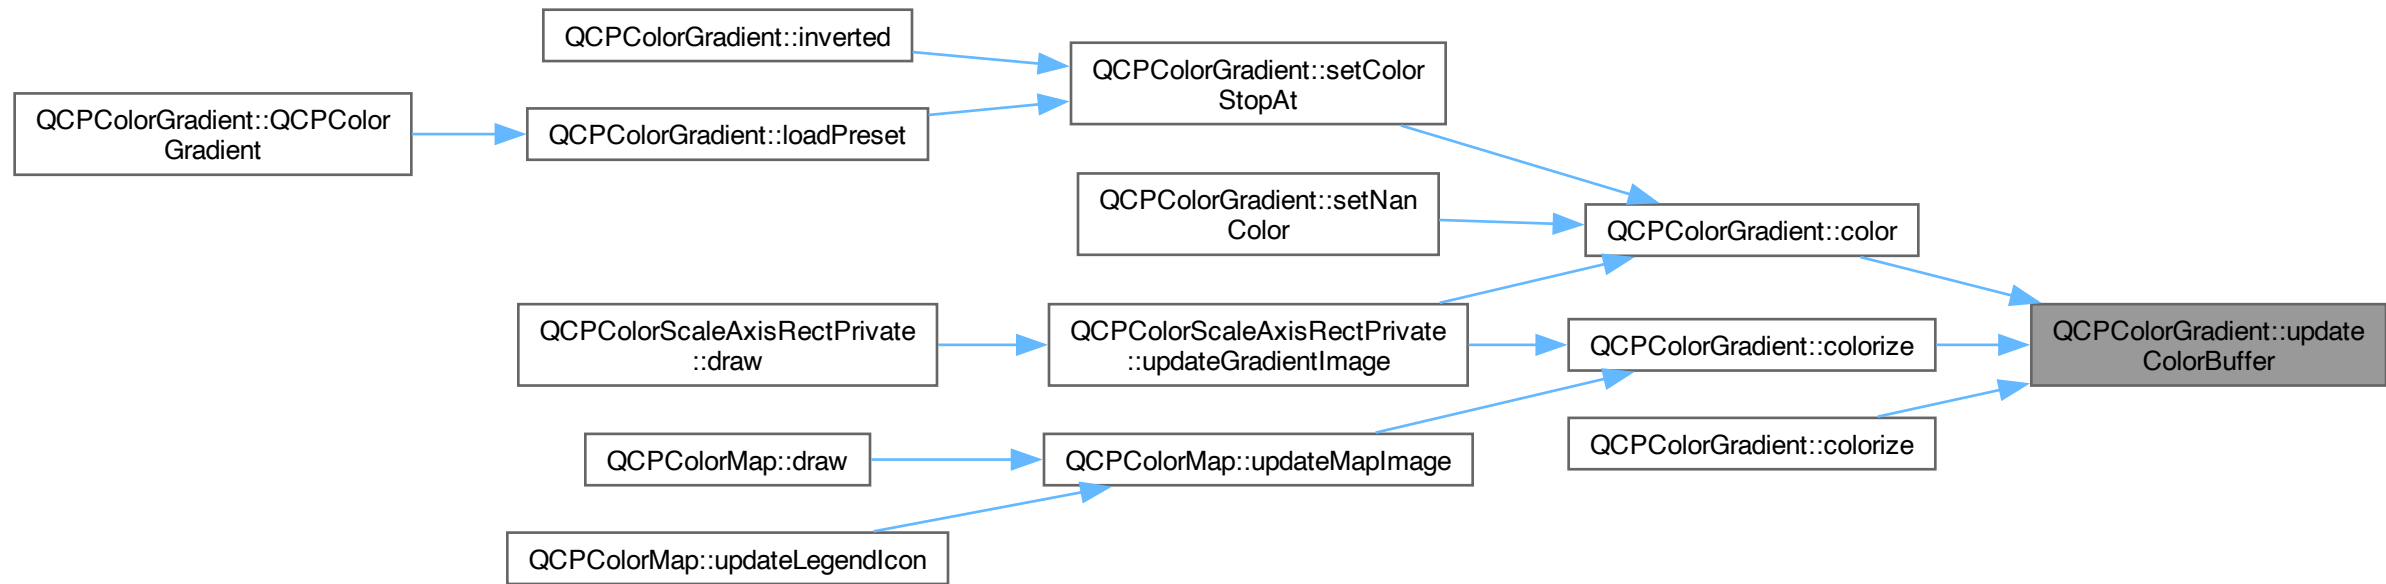 QCPColorGradient::inverted
QCPColorGradient::setColor
StopAt
QCPColorGradient::QCPColor
Gradient
QCPColorGradient::loadPreset
QCPColorGradient::setNan
Color
QCPColorGradient::color
QCPColorScaleAxisRectPrivate
::draw
QCPColorScaleAxisRectPrivate
::updateGradientImage
QCPColorGradient::colorize
QCPColorGradient::update
ColorBuffer
QCPColorGradient::colorize
QCPColorMap::draw
QCPColorMap::updateMapImage
QCPColorMap::updateLegendIcon